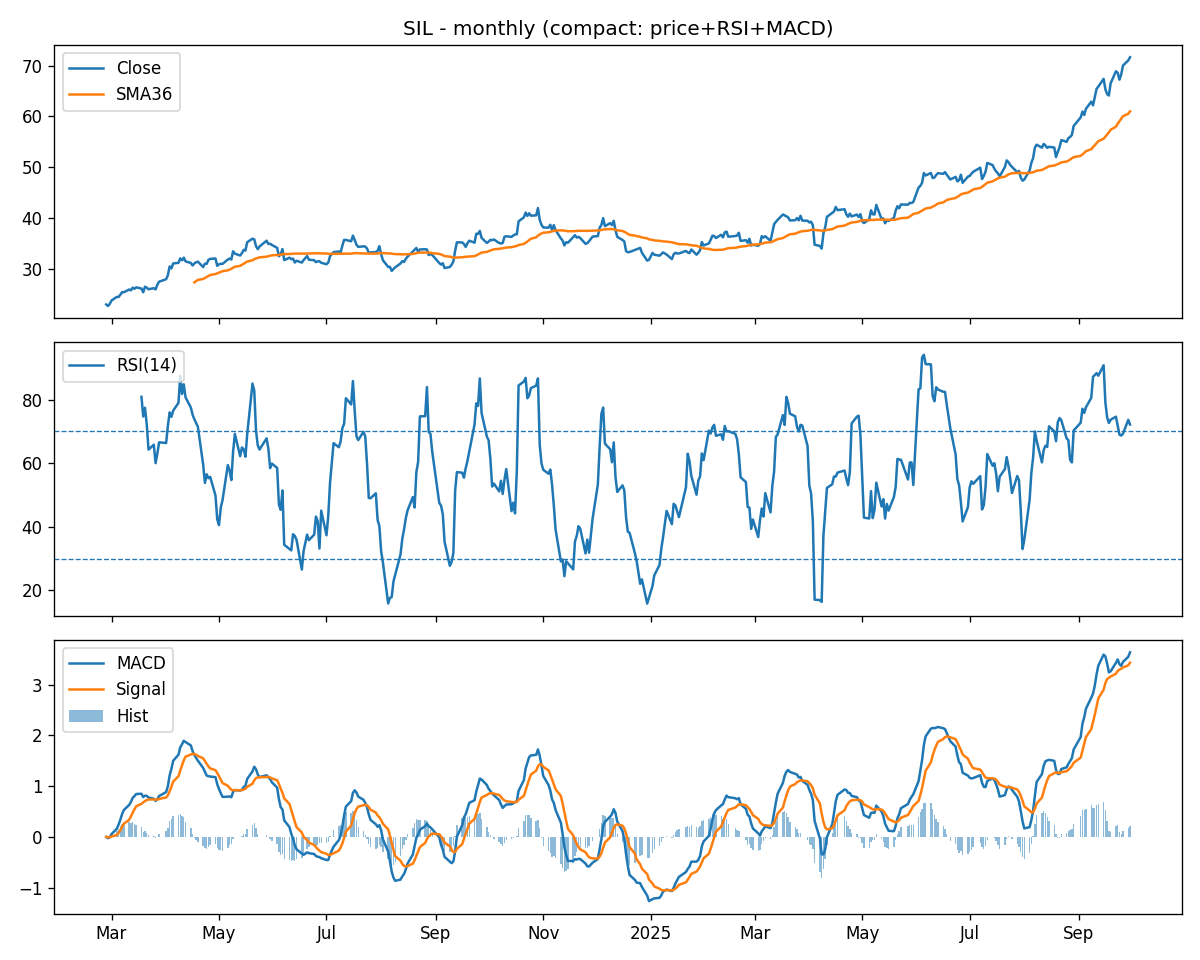 SIL - monthly (compact: price+RSI+MACD)
Close
SMA36
70
60
50
40
30
RSI(14)
80
60
40
20
MACD
Signal
Hist
3
2
1
0
−1
Mar
May
Jul
Sep
Nov
2025
Mar
May
Jul
Sep